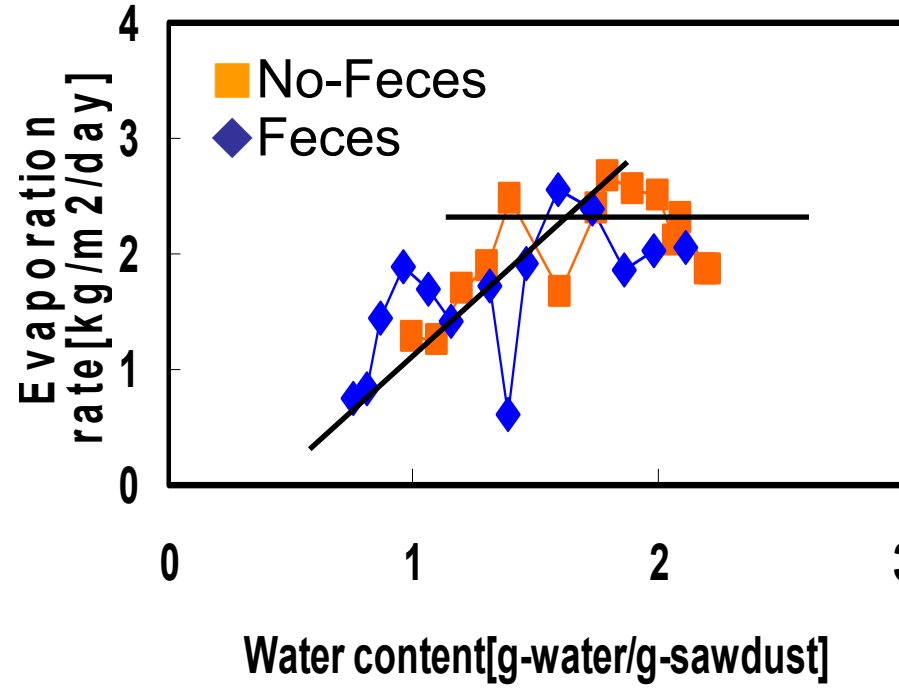 Evaporation
rate[kg/m2/day]
4
3
2
1
0
No-Feces
Feces
0 1 2 3
Water content[g-water/g-sawdust]